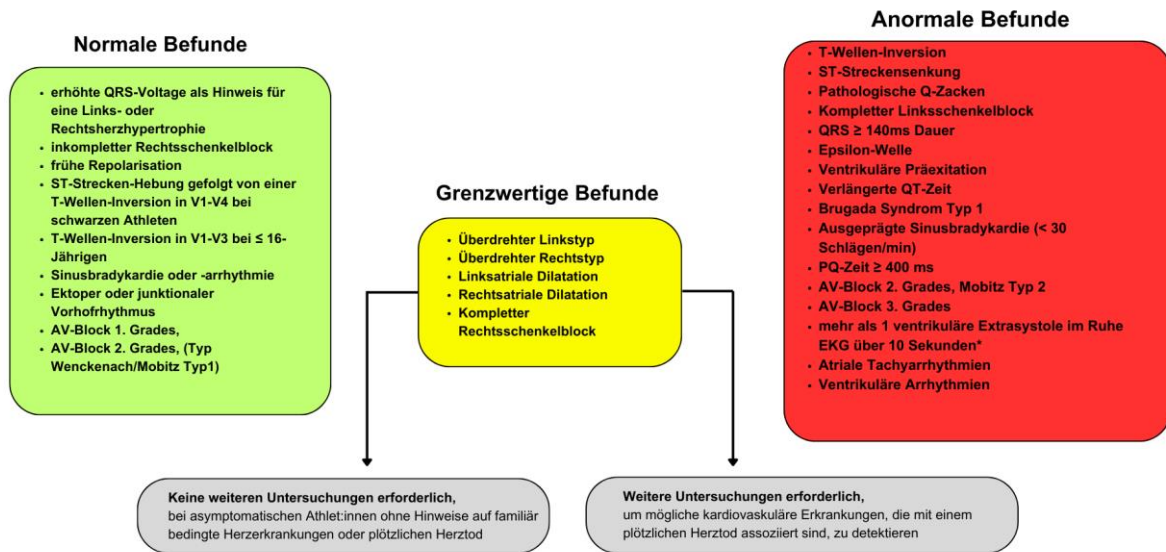 Normale Befunde
erhöhte QRS-Voltage als Hinweis für
eine Links- oder
Rechtsherzhypertrophie
inkompletter Rechtsschenkelblock
frühe Repolarisation
ST-Strecken-Hebung gefolgt von einer
T-Wellen-Inversion in V1-V4 bei
schwarzen Athleten
T-Wellen-Inversion in V1-V3 bei ≤ 16-
Jährigen
Sinusbradykardie oder -arrhythmie
Ektoper oder junktionaler
Vorhofrhythmus
AV-Block 1. Grades,
AV-Block 2. Grades, (Typ
Wenckenach/Mobitz Typ1)
Grenzwertige Befunde
Überdrehter Linkstyp
Überdrehter Rechtstyp
Linksatriale Dilatation
Rechtsatriale Dilatation
Kompletter
Rechtsschenkelblock
Anormale Befunde
T-Wellen-Inversion
ST-Streckensenkung
Pathologische Q-Zacken
Kompletter Linksschenkelblock
QRS ≥ 140ms Dauer
Epsilon-Welle
Ventrikuläre Präexitation
Verlängerte QT-Zeit
Brugada Syndrom Typ 1
Ausgeprägte Sinusbradykardie (< 30
Schlägen/min)
PQ-Zeit ≥ 400 ms
AV-Block 2. Grades, Mobitz Typ 2
AV-Block 3. Grades
mehr als 1 ventrikuläre Extrasystole im Ruhe
EKG über 10 Sekunden*
Atriale Tachyarrhythmien
Ventrikuläre Arrhythmien
Keine weiteren Untersuchungen erforderlich,
bei asymptomatischen Athlet:innen ohne Hinweise auf familiär
bedingte Herzerkrankungen oder plötzlichen Herztod
Weitere Untersuchungen erforderlich,
um mögliche kardiovaskuläre Erkrankungen, die mit einem
plötzlichen Herztod assoziiert sind, zu detektieren